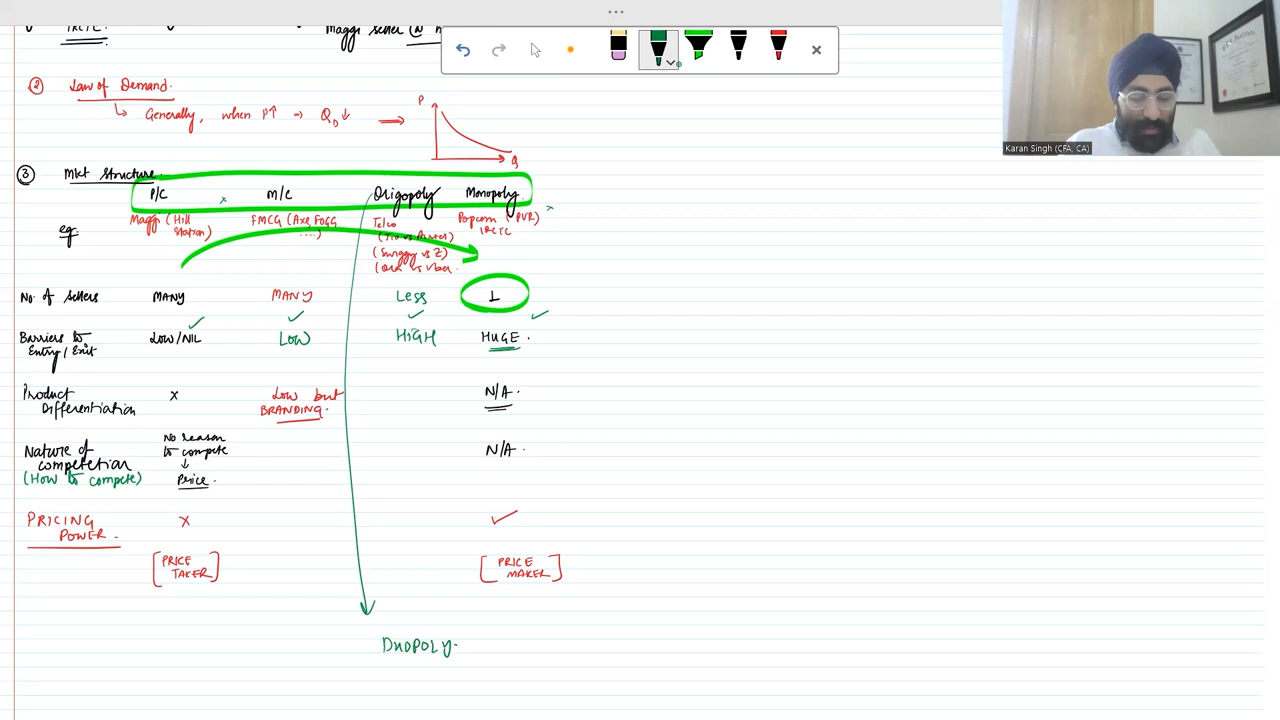 IRCTC
Maggi seller @
② Law of Demand.
↳ Generally, when P↑ → Q_D↓ ⟹
P
Q
③ Mkt Structure.
P/C M/C Oligopoly Monopoly.
eg:
Maggi (Hill Station)
FMCG (Axe, FOGG ....)
Telco
(Jio vs Airtel)
(Swiggy vs Z)
(Ola vs Uber.
Popcorn (PVR)
IRCTC
No. of Sellers MANY MANY Less 1
Barriers to Entry/Exit LOW/NIL LOW HIGH HUGE.
Product Differentiation x Low but BRANDING. N/A.
Nature of competetion
(How to compete)
No reason
to compete
↓
Price.
N/A.
PRICING POWER. x ✓
[PRICE TAKER] [PRICE MAKER]
DUOPOLY.
Karan Singh (CFA, CA)